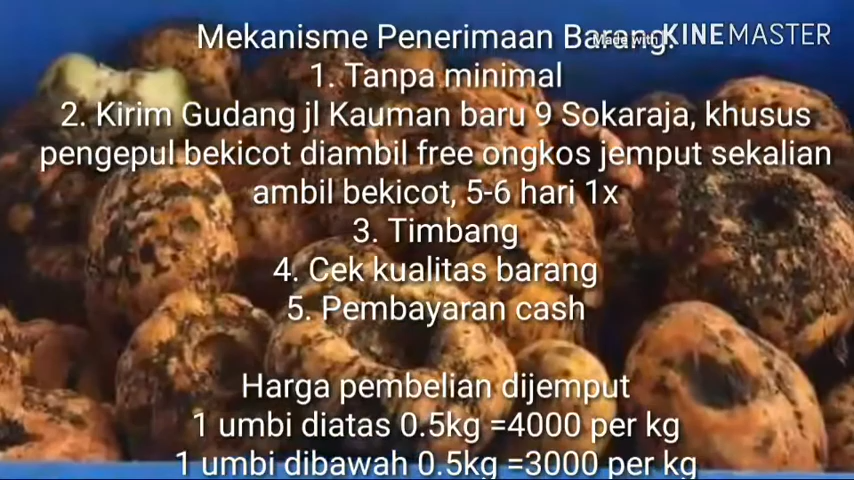 Mekanisme Penerimaan Barang:
Made with KINEMASTER
1. Tanpa minimal
2. Kirim Gudang jl Kauman baru 9 Sokaraja, khusus
pengepul bekicot diambil free ongkos jemput sekalian
ambil bekicot, 5-6 hari 1x
3. Timbang
4. Cek kualitas barang
5. Pembayaran cash
Harga pembelian dijemput
1 umbi diatas 0.5kg =4000 per kg
1 umbi dibawah 0.5kg =3000 per kg